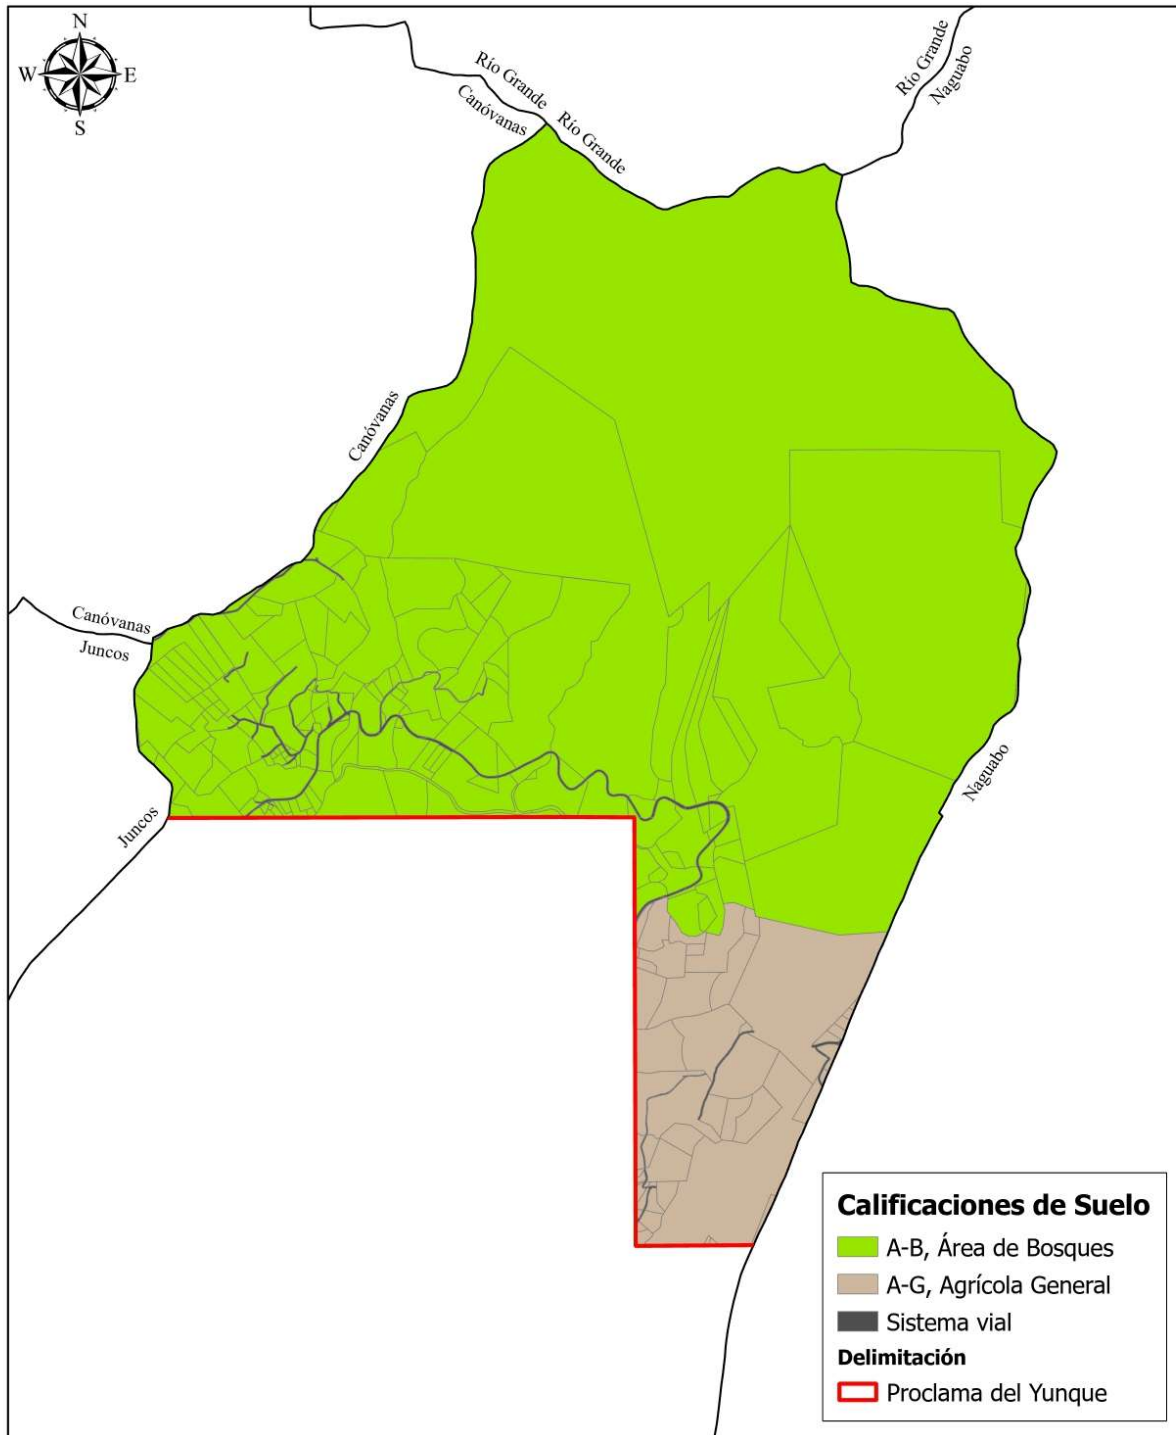 N
W
E
S
Río Grande
Canóvanas
Río Grande
Río Grande
Naguabo
Canóvanas
Canóvanas
Juncos
Juncos
Naguabo
Calificaciones de Suelo
A-B, Área de Bosques
A-G, Agrícola General
Sistema vial
Delimitación
Proclama del Yunque